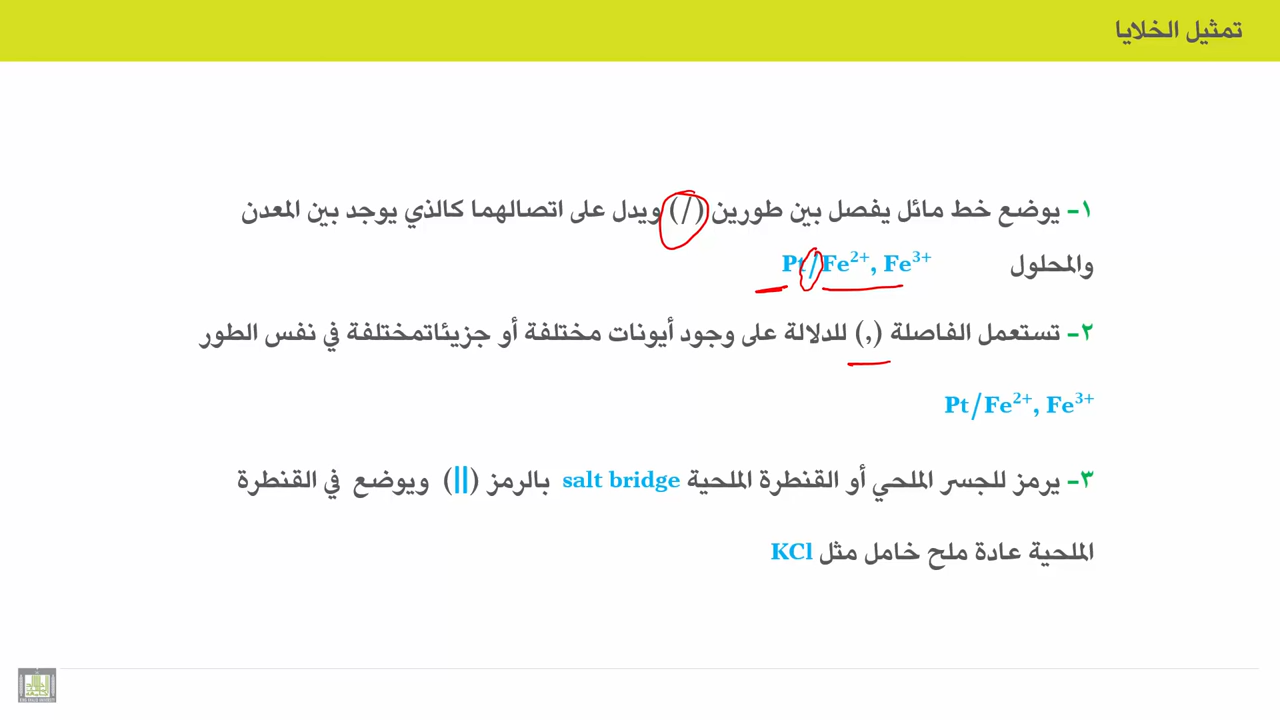 تمثيل الخلايا
١- يوضع خط مائل يفصل بين طورين (/) ويدل على اتصالهما كالذي يوجد بين المعدن
والمحلول Pt/Fe²⁺, Fe³⁺
٢- تستعمل الفاصلة (,) للدلالة على وجود أيونات مختلفة أو جزيئاتمختلفة في نفس الطور
Pt/Fe²⁺, Fe³⁺
٣- يرمز للجسر الملحي أو القنطرة الملحية salt bridge بالرمز (||) ويوضع في القنطرة
الملحية عادة ملح خامل مثل KCl